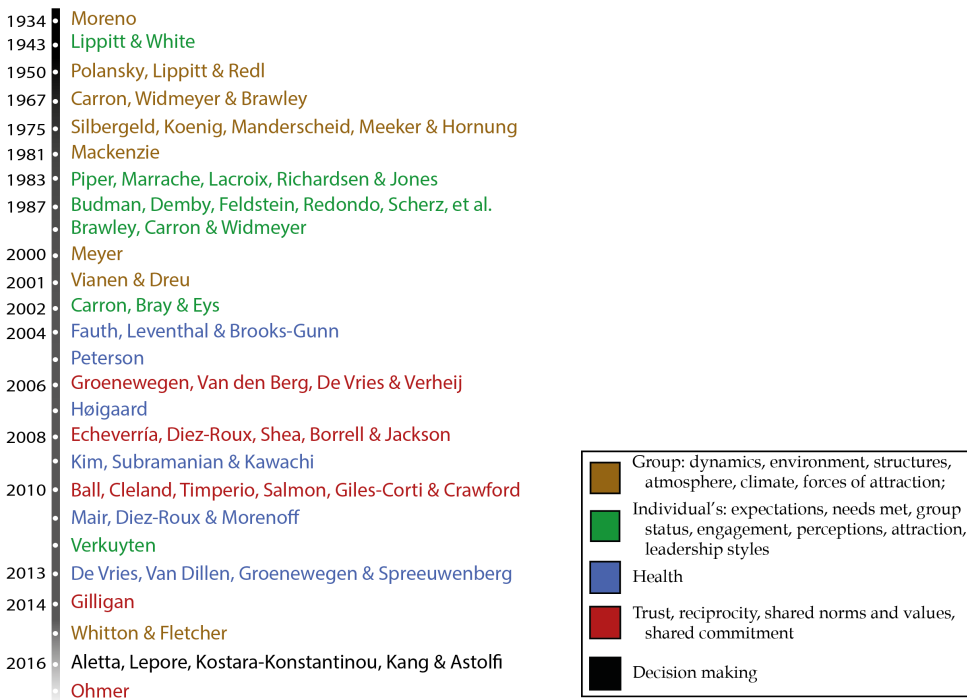 1934 Moreno
1943 Lippitt & White
1950 Polansky, Lippitt & Redl
1967 Carron, Widmeyer & Brawley
1975 Silbergeld, Koenig, Manderscheid, Meeker & Hornung
1981 Mackenzie
1983 Piper, Marrache, Lacroix, Richardsen & Jones
1987 Budman, Demby, Feldstein, Redondo, Scherz, et al.
Brawley, Carron & Widmeyer
2000 Meyer
2001 Vianen & Dreu
2002 Carron, Bray & Eys
2004 Fauth, Leventhal & Brooks-Gunn
Peterson
2006 Groenewegen, Van den Berg, De Vries & Verheij
Høigaard
2008 Echeverría, Diez-Roux, Shea, Borrell & Jackson
Kim, Subramanian & Kawachi
2010 Ball, Cleland, Timperio, Salmon, Giles-Corti & Crawford
Mair, Diez-Roux & Morenoff
Verkuyten
2013 De Vries, Van Dillen, Groenewegen & Spreeuwenberg
2014 Gilligan
Whitton & Fletcher
2016 Aletta, Lepore, Kostara-Konstantinou, Kang & Astolfi
Ohmer
Group: dynamics, environment, structures,
atmosphere, climate, forces of attraction;
Individual's: expectations, needs met, group
status, engagement, perceptions, attraction,
leadership styles
Health
Trust, reciprocity, shared norms and values,
shared commitment
Decision making